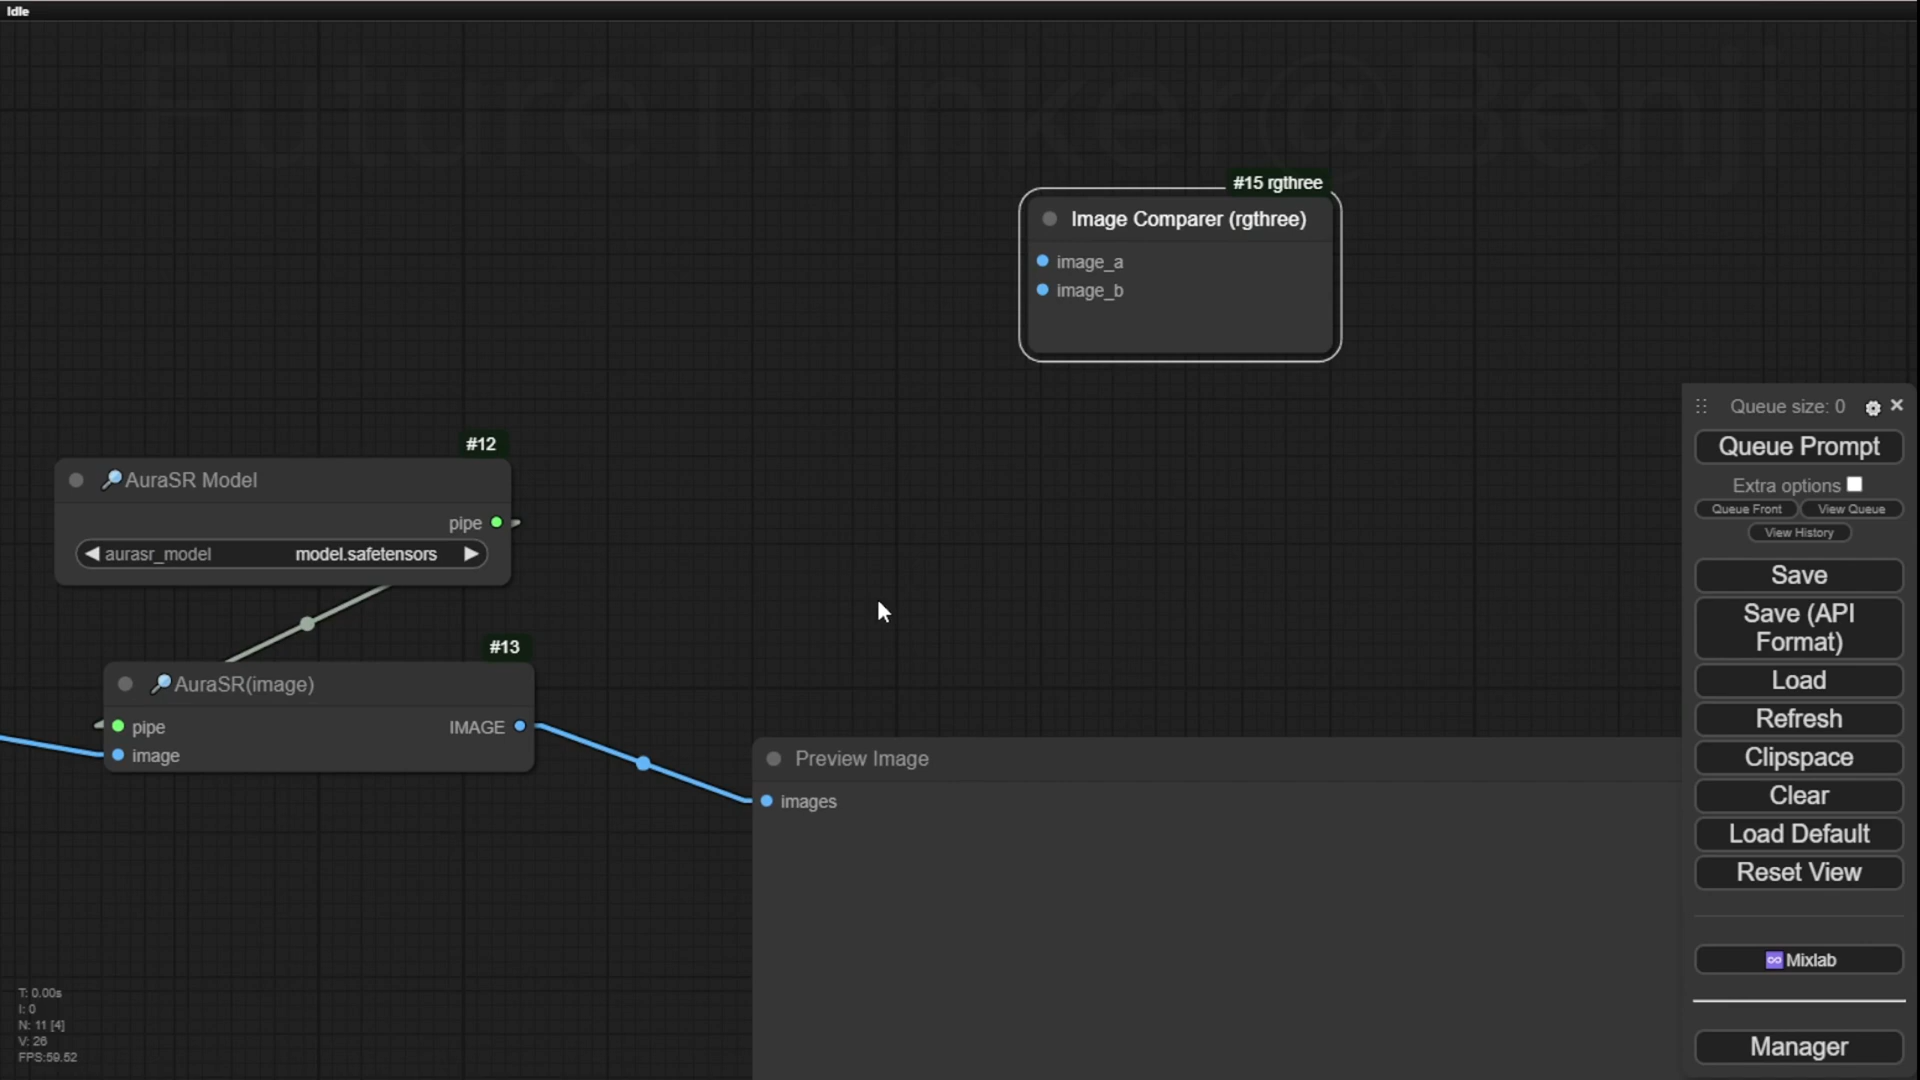 Idle
FutureThinker@Benji
#15 rgthree
Image Comparer (rgthree)
image_a
image_b
#12
AuraSR Model
pipe
aurasr_model model.safetensors
#13
AuraSR(image)
pipe IMAGE
image
Preview Image
images
Queue size: 0
Queue Prompt
Extra options
Queue Front View Queue
View History
Save
Save (API
Format)
Load
Refresh
Clipspace
Clear
Load Default
Reset View
Mixlab
Manager
T: 0.00s
I: 0
N: 11 [4]
V: 26
FPS:59.52